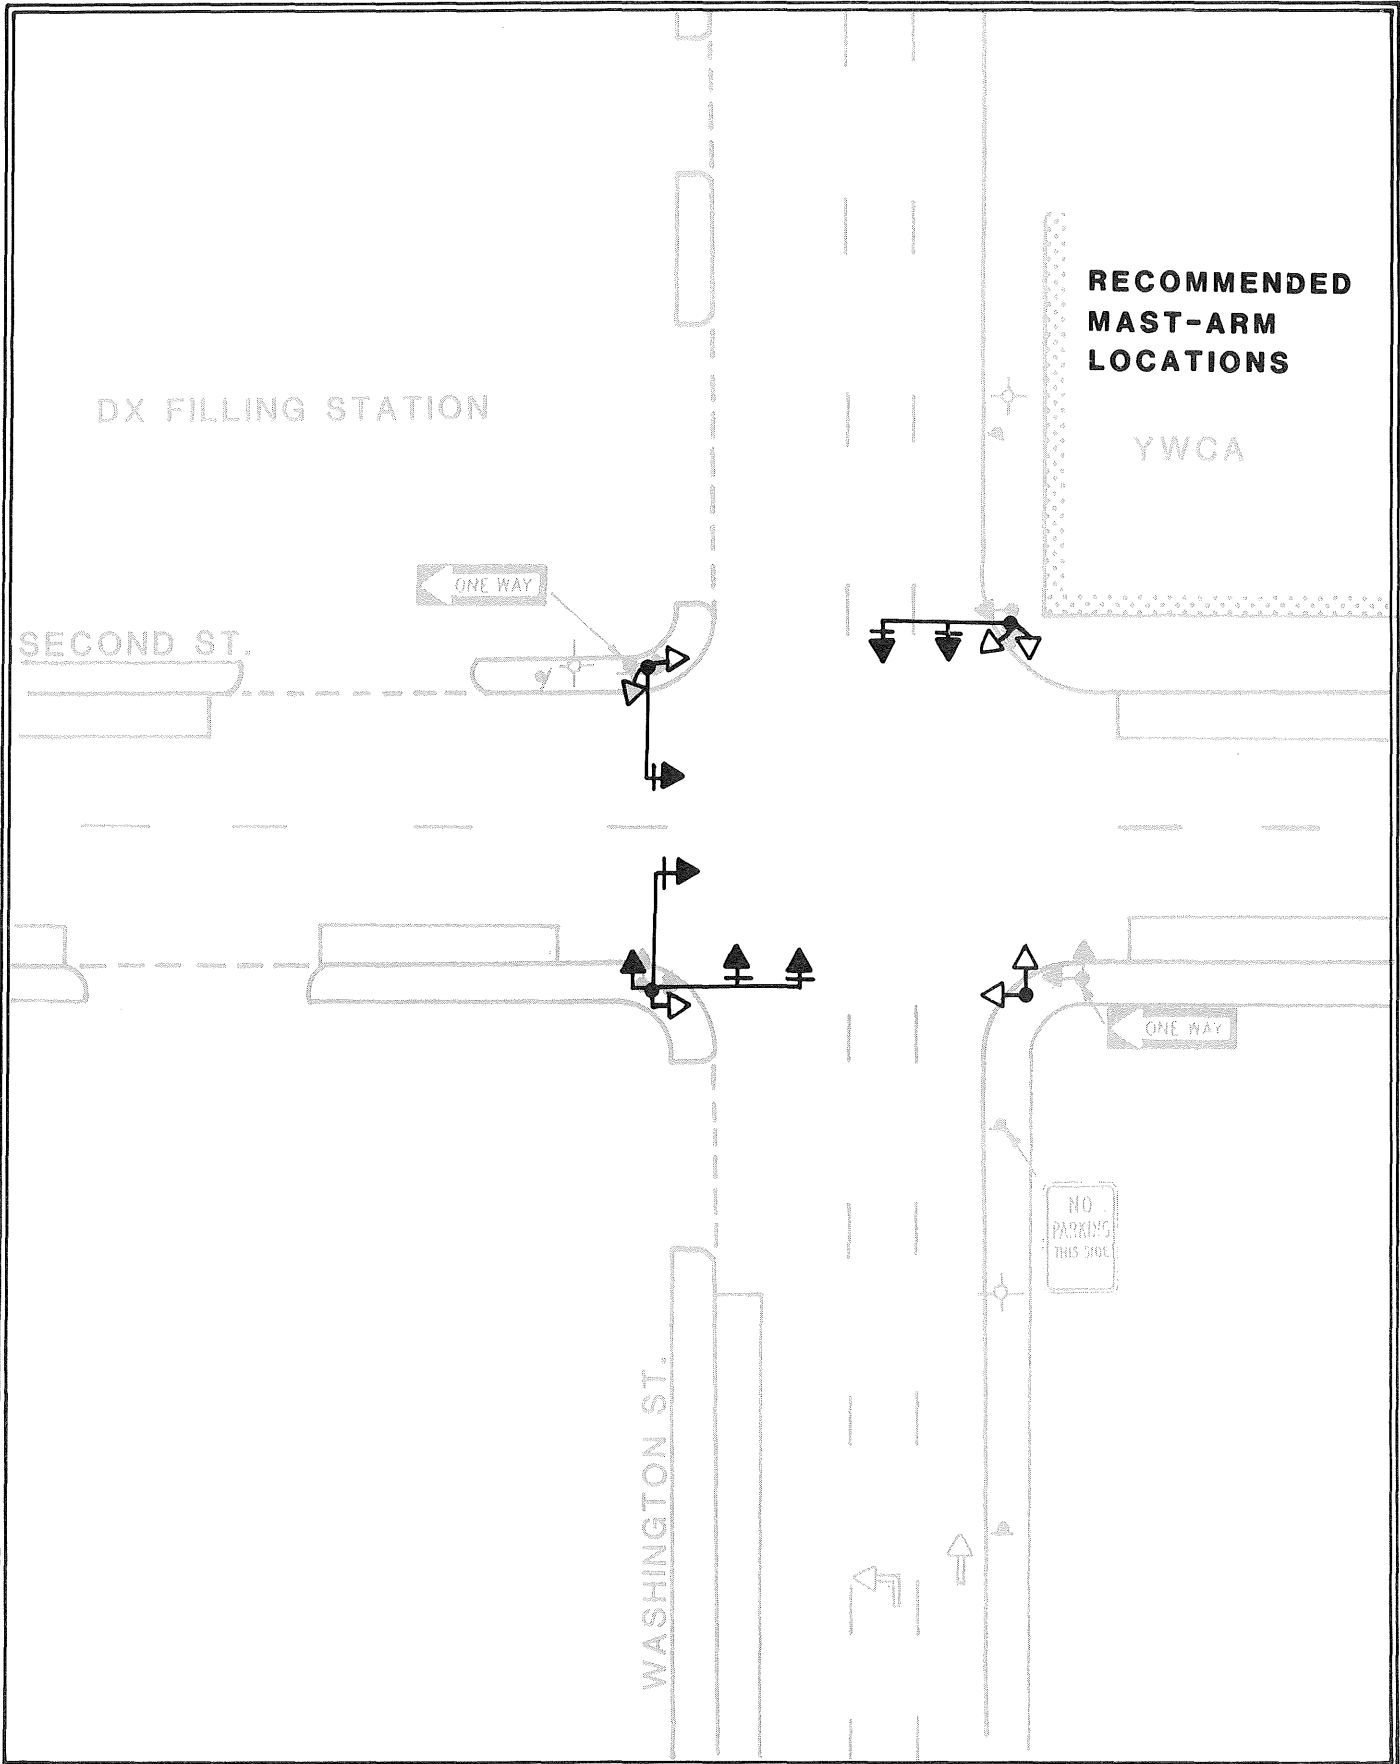 RECOMMENDED
MAST-ARM
LOCATIONS
DX FILLING STATION
YWCA
ONE WAY
SECOND ST.
ONE WAY
NO
PARKING
THIS SIDE
WASHINGTON ST.